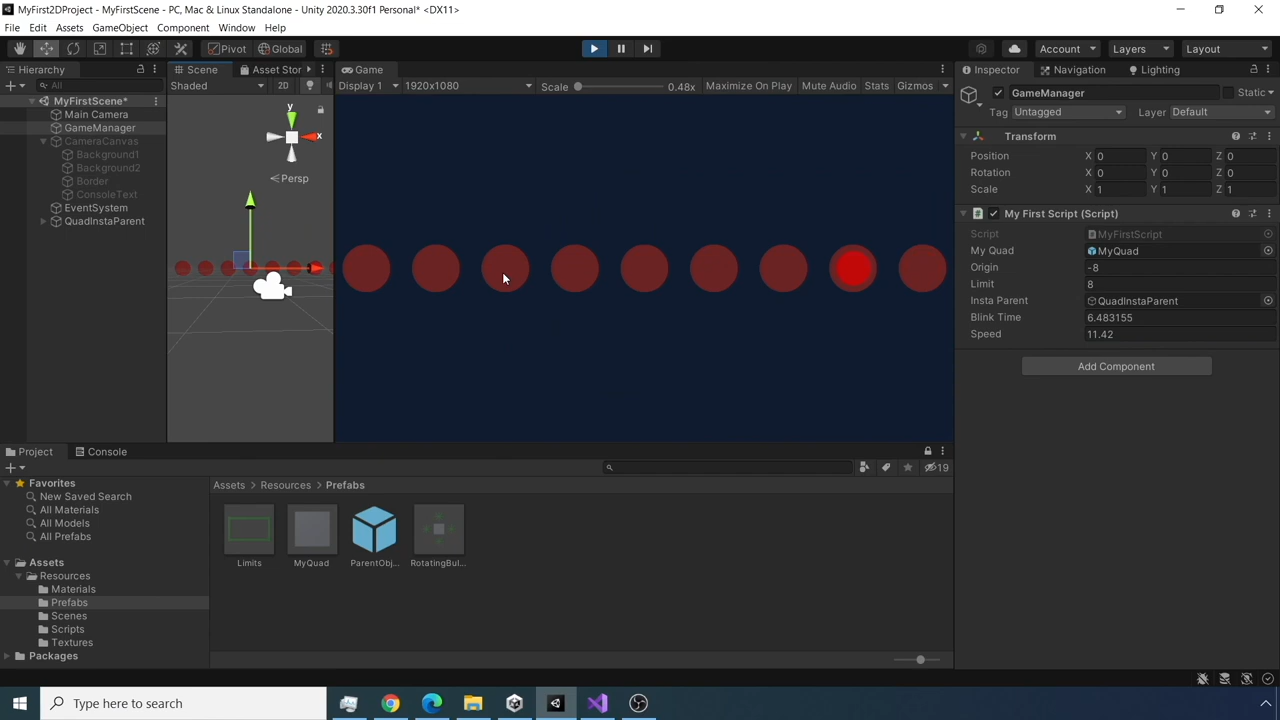 MyFirst2DProject - MyFirstScene - PC, Mac & Linux Standalone - Unity 2020.3.30f1 Personal* <DX11>
File Edit Assets GameObject Component Window Help
Pivot Global Account Layers Layout
Hierarchy
All
MyFirstScene*
Main Camera
GameManager
CameraCanvas
Background1
Background2
Border
ConsoleText
EventSystem
QuadInstaParent
Scene Asset Stor
Shaded 2D
y
x
Persp
Game
Display 1 1920x1080 Scale 0.48x Maximize On Play Mute Audio Stats Gizmos
Inspector Navigation Lighting
GameManager Static
Tag Untagged Layer Default
Transform
Position X 0 Y 0 Z 0
Rotation X 0 Y 0 Z 0
Scale X 1 Y 1 Z 1
My First Script (Script)
Script MyFirstScript
My Quad MyQuad
Origin -8
Limit 8
Insta Parent QuadInstaParent
Blink Time 6.483155
Speed 11.42
Add Component
Project Console
19
Favorites
New Saved Search
All Materials
All Models
All Prefabs
Assets
Resources
Materials
Prefabs
Scenes
Scripts
Textures
Packages
Assets Resources Prefabs
Limits MyQuad ParentObj... RotatingBul...
Type here to search